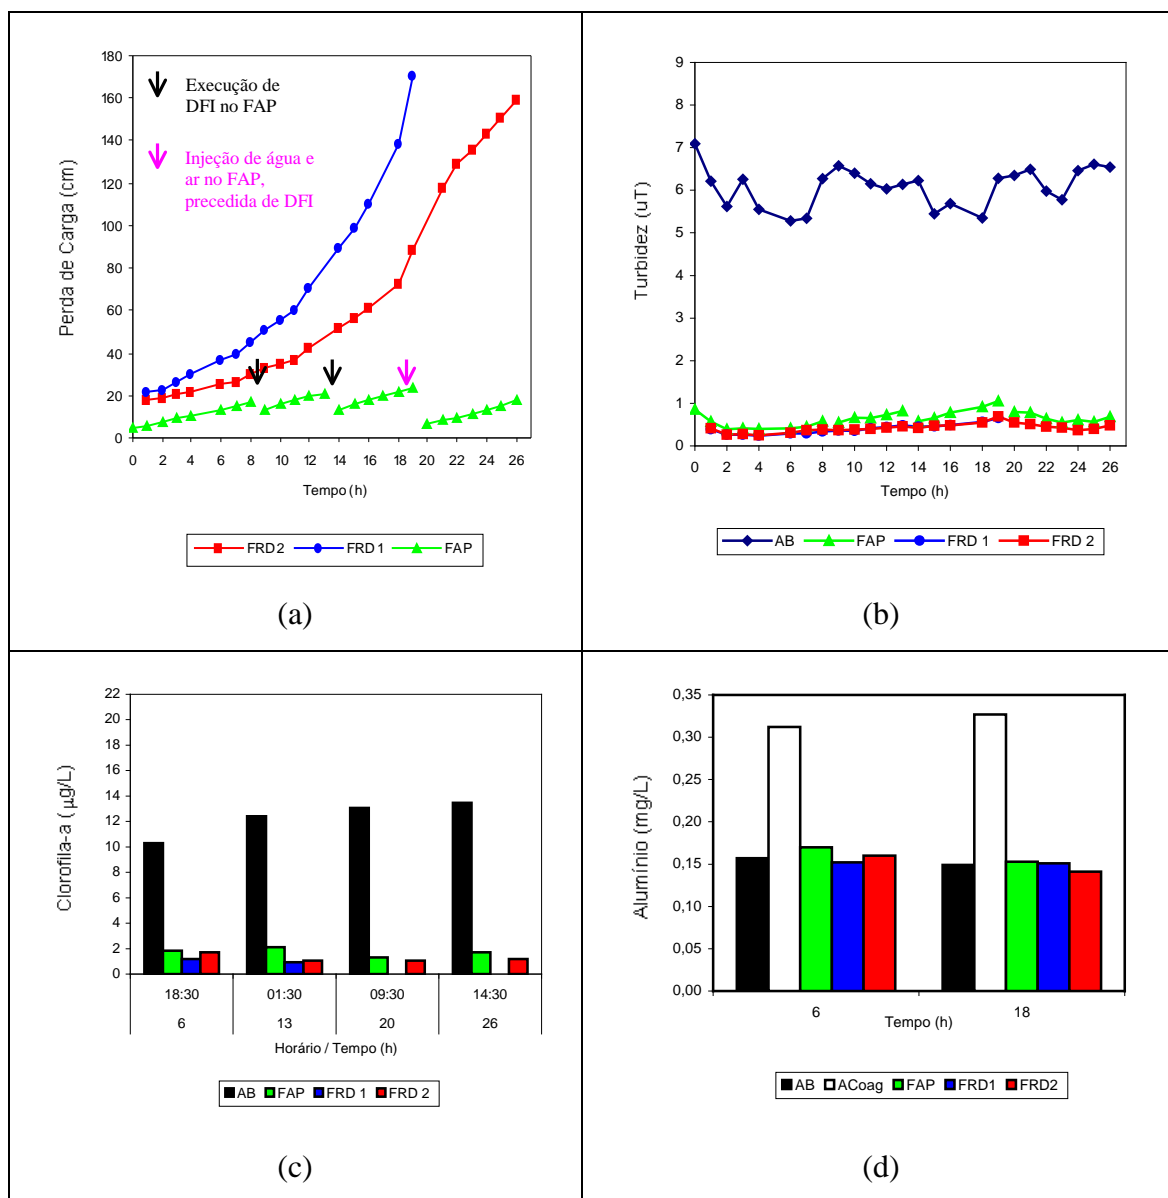 180
160
140
120
100
80
60
40
20
0
Perda de Carga (cm)
Execução de
DFI no FAP
Injeção de água e
ar no FAP,
precedida de DFI
0 2 4 6 8 10 12 14 16 18 20 22 24 26
Tempo (h)
FRD 2 FRD 1 FAP
(a)
9
8
7
6
5
4
3
2
1
0
Turbidez (uT)
0 2 4 6 8 10 12 14 16 18 20 22 24 26
Tempo (h)
AB FAP FRD 1 FRD 2
(b)
22
20
18
16
14
12
10
8
6
4
2
0
Clorofila-a (µg/L)
18:30 01:30 09:30 14:30
6 13 20 26
Horário / Tempo (h)
AB FAP FRD 1 FRD 2
(c)
0,35
0,30
0,25
0,20
0,15
0,10
0,05
0,00
Alumínio (mg/L)
6 18
Tempo (h)
AB ACoag FAP FRD1 FRD2
(d)